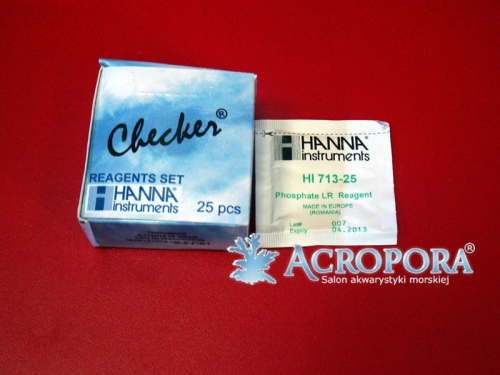 Checker®
REAGENTS SET
HANNA®
instruments
25 pcs
HANNA®
instruments
HI 713-25
Phosphate LR Reagent
MADE IN EUROPE
(ROMANIA)
Lot# 007
Expiry 04.2013
ACROPORA®
Salon akwarystyki morskiej